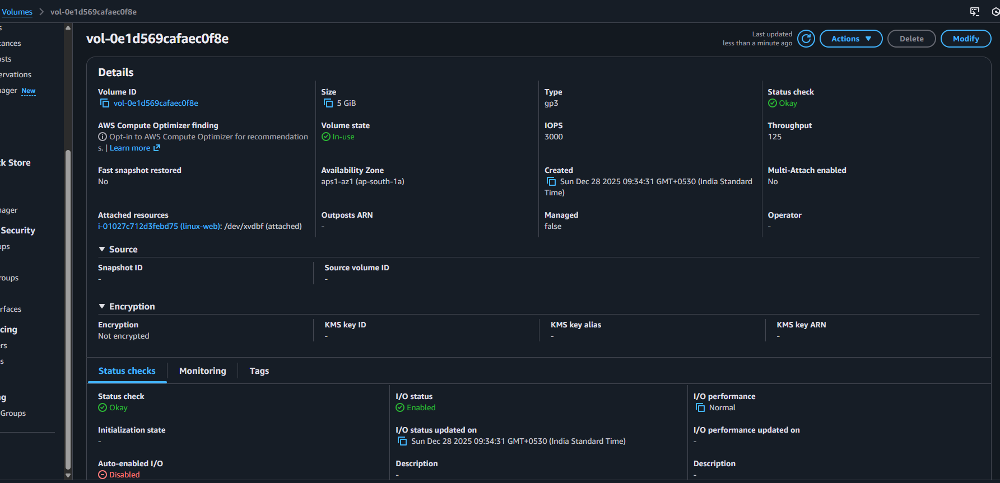 Volumes
vol-0e1d569cafaec0f8e
s
tances
osts
ervations
nager New
k Store
nager
Security
ups
roups
rfaces
cing
ers
s
g
Groups
vol-0e1d569cafaec0f8e
Last updated
less than a minute ago
Actions
Delete
Modify
Details
Volume ID
vol-0e1d569cafaec0f8e
Size
5 GiB
Type
gp3
Status check
Okay
AWS Compute Optimizer finding
Opt-in to AWS Compute Optimizer for recommendation
s. | Learn more
Volume state
In-use
IOPS
3000
Throughput
125
Fast snapshot restored
No
Availability Zone
aps1-az1 (ap-south-1a)
Created
Sun Dec 28 2025 09:34:31 GMT+0530 (India Standard
Time)
Multi-Attach enabled
No
Attached resources
i-01027c712d3febd75 (linux-web): /dev/xvdbf (attached)
Outposts ARN
-
Managed
false
Operator
-
Source
Snapshot ID
-
Source volume ID
-
Encryption
Encryption
Not encrypted
KMS key ID
-
KMS key alias
-
KMS key ARN
-
Status checks
Monitoring
Tags
Status check
Okay
I/O status
Enabled
I/O performance
Normal
Initialization state
-
I/O status updated on
Sun Dec 28 2025 09:34:31 GMT+0530 (India Standard Time)
I/O performance updated on
-
Auto-enabled I/O
Disabled
Description
-
Description
-